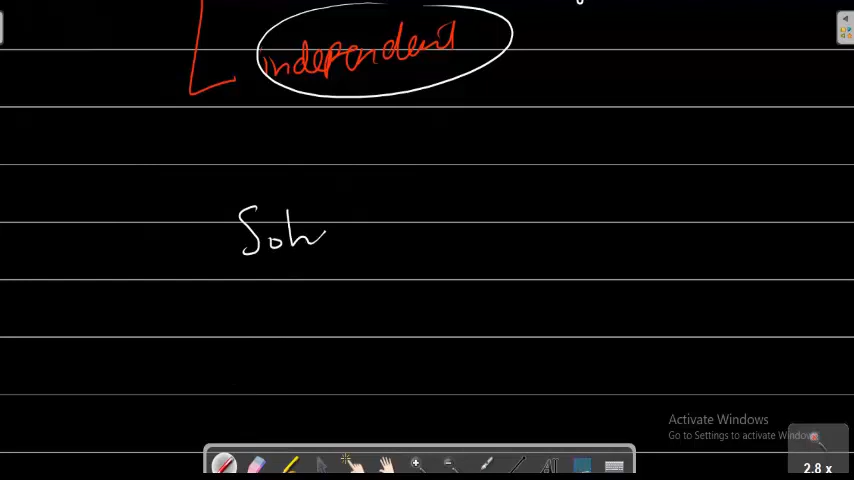 independent
Soln
Activate Windows
Go to Settings to activate Windows.
2.8 x